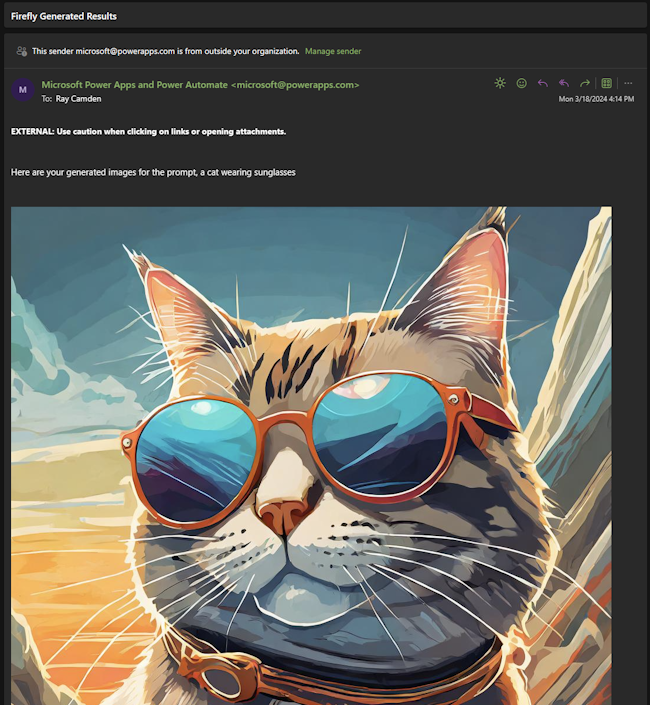 Firefly Generated Results
This sender microsoft@powerapps.com is from outside your organization. Manage sender
M
Microsoft Power Apps and Power Automate <microsoft@powerapps.com>
To: Ray Camden
Mon 3/18/2024 4:14 PM
EXTERNAL: Use caution when clicking on links or opening attachments.
Here are your generated images for the prompt, a cat wearing sunglasses